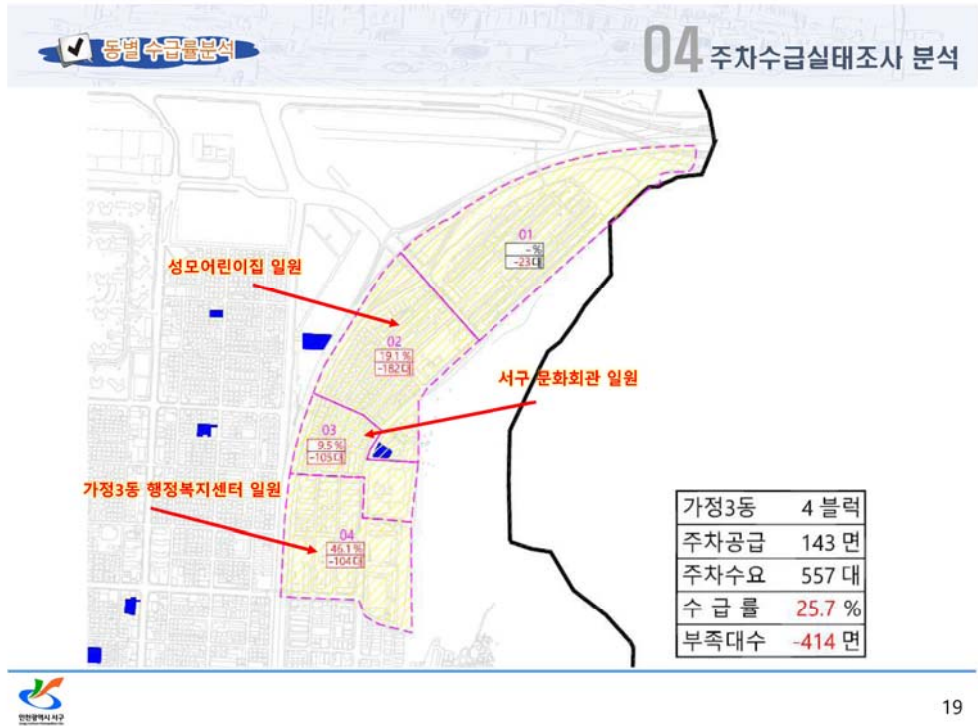 동별 수급률분석
04 주차수급실태조사 분석
01
- %
-23대
성모어린이집 일원
02
19.1 %
-182대
서구 문화회관 일원
03
9.5 %
-105대
가정3동 행정복지센터 일원
04
46.1 %
-104대
가정3동 4 블럭
주차공급 143 면
주차수요 557 대
수 급 률 25.7 %
부족대수 -414 면
인천광역시 서구
19